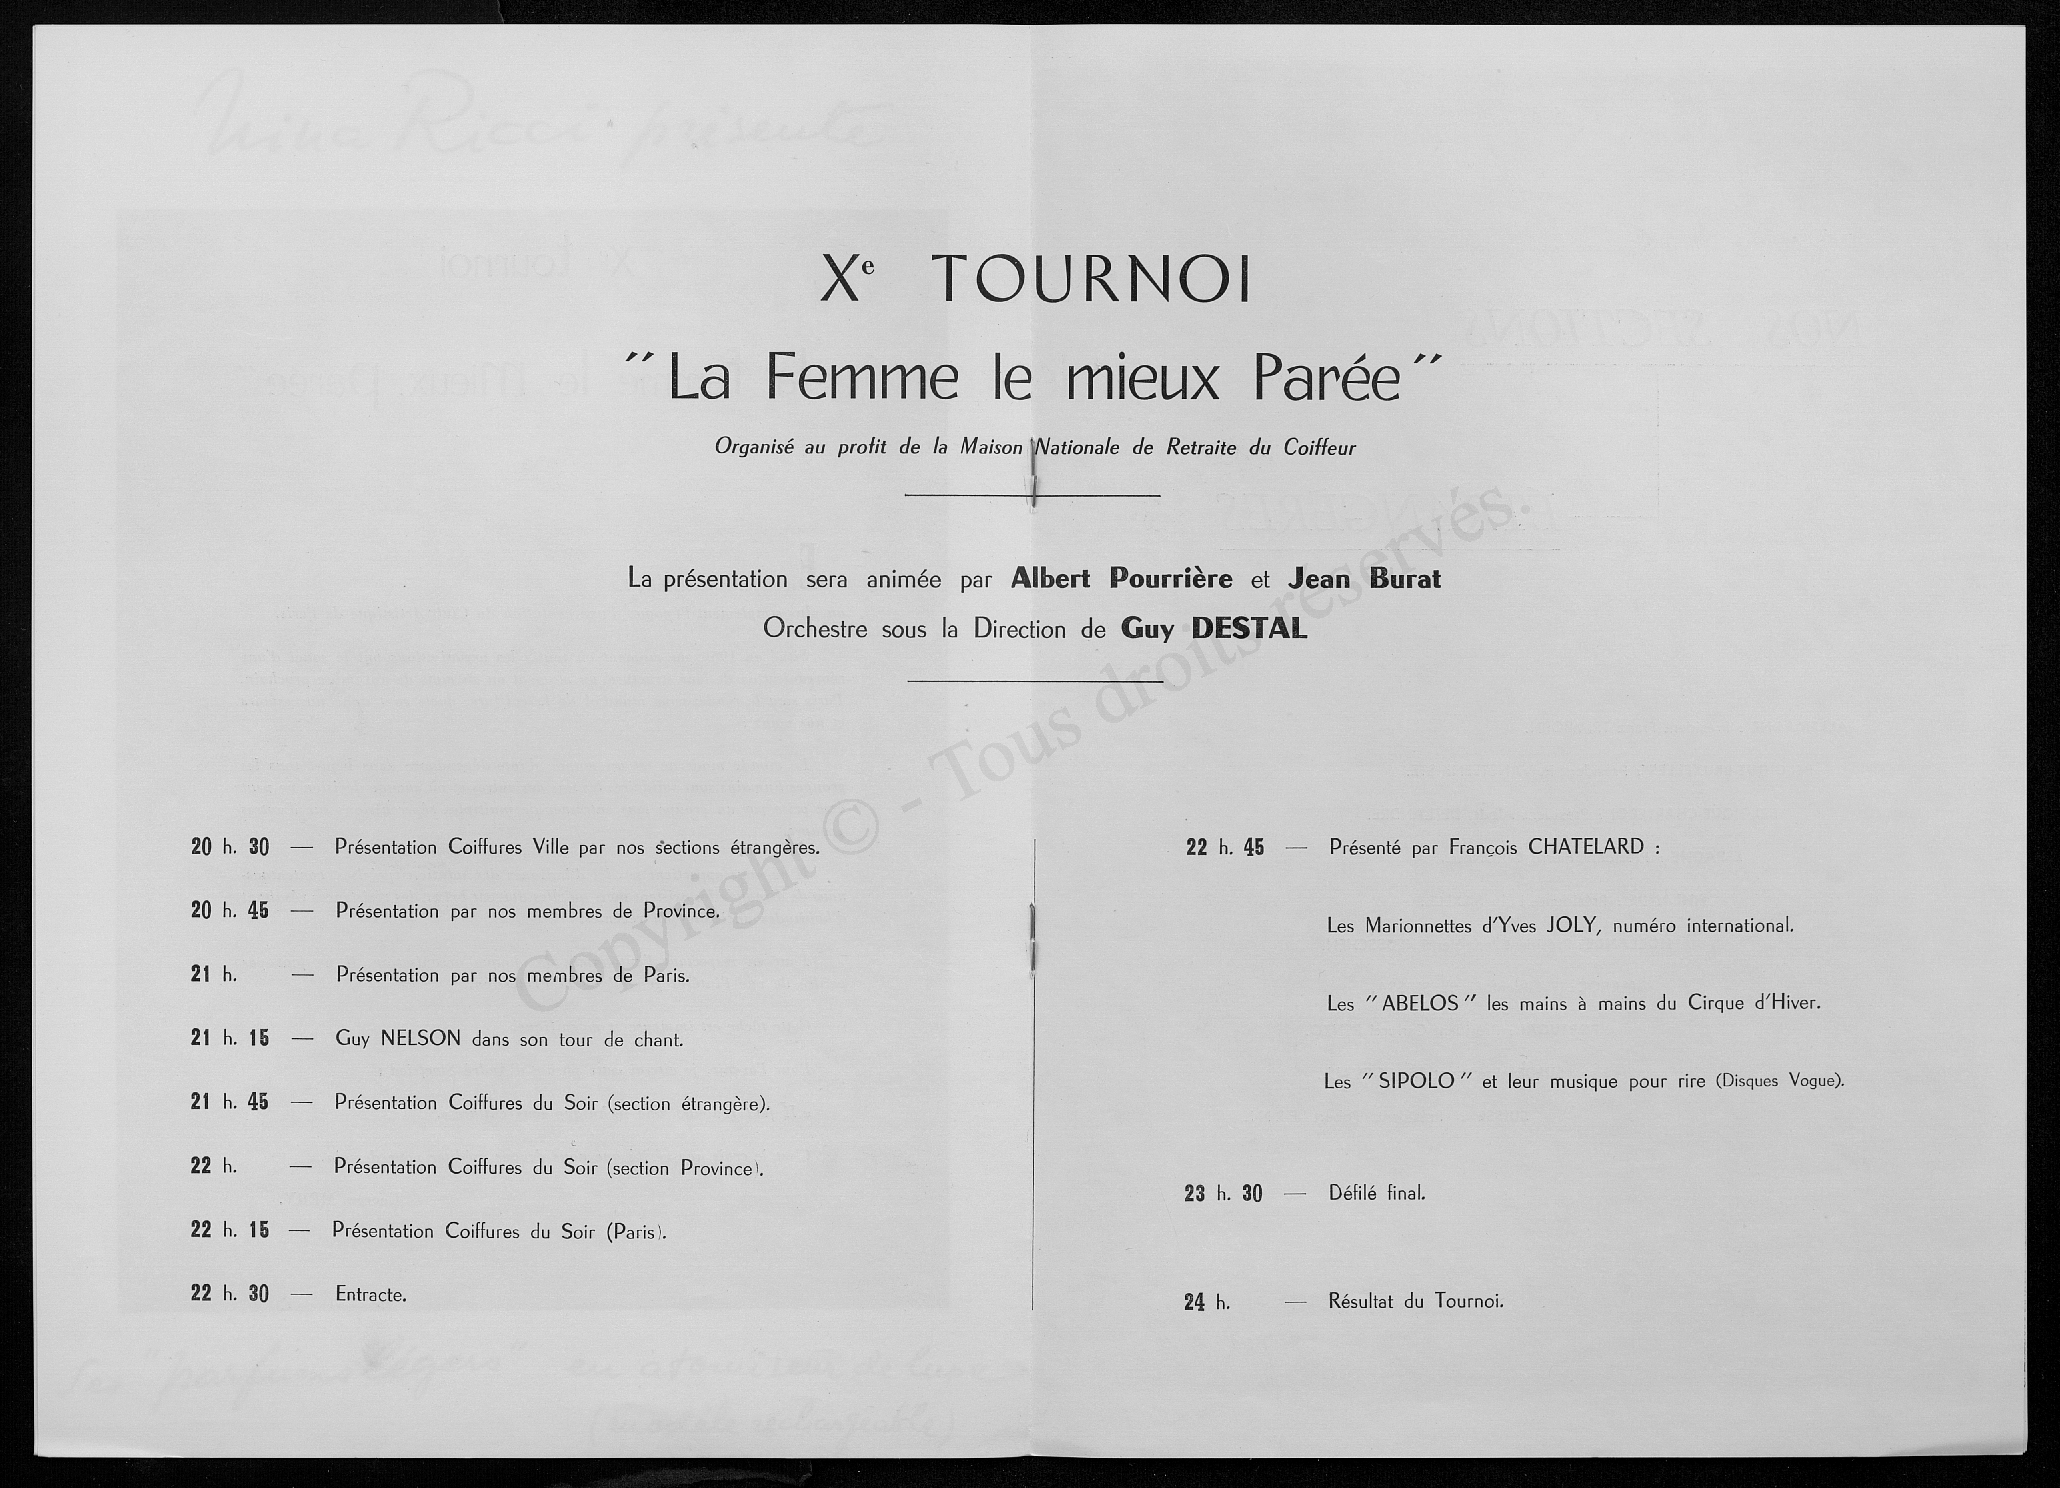 Nina Ricci présente
Xe TOURNOI
"La Femme le mieux Parée"
Organisé au profit de la Maison Nationale de Retraite du Coiffeur
La présentation sera animée par Albert Pourrière et Jean Burat
Orchestre sous la Direction de Guy DESTAL
20 h. 30 — Présentation Coiffures Ville par nos sections étrangères.
20 h. 45 — Présentation par nos membres de Province.
21 h. — Présentation par nos membres de Paris.
21 h. 15 — Guy NELSON dans son tour de chant.
21 h. 45 — Présentation Coiffures du Soir (section étrangère).
22 h. — Présentation Coiffures du Soir (section Province).
22 h. 15 — Présentation Coiffures du Soir (Paris).
22 h. 30 — Entracte.
22 h. 45 — Présenté par François CHATELARD :
Les Marionnettes d'Yves JOLY, numéro international.
Les "ABELOS" les mains à mains du Cirque d'Hiver.
Les "SIPOLO" et leur musique pour rire (Disques Vogue).
23 h. 30 — Défilé final.
24 h. — Résultat du Tournoi.
Copyright © - Tous droits réservés.